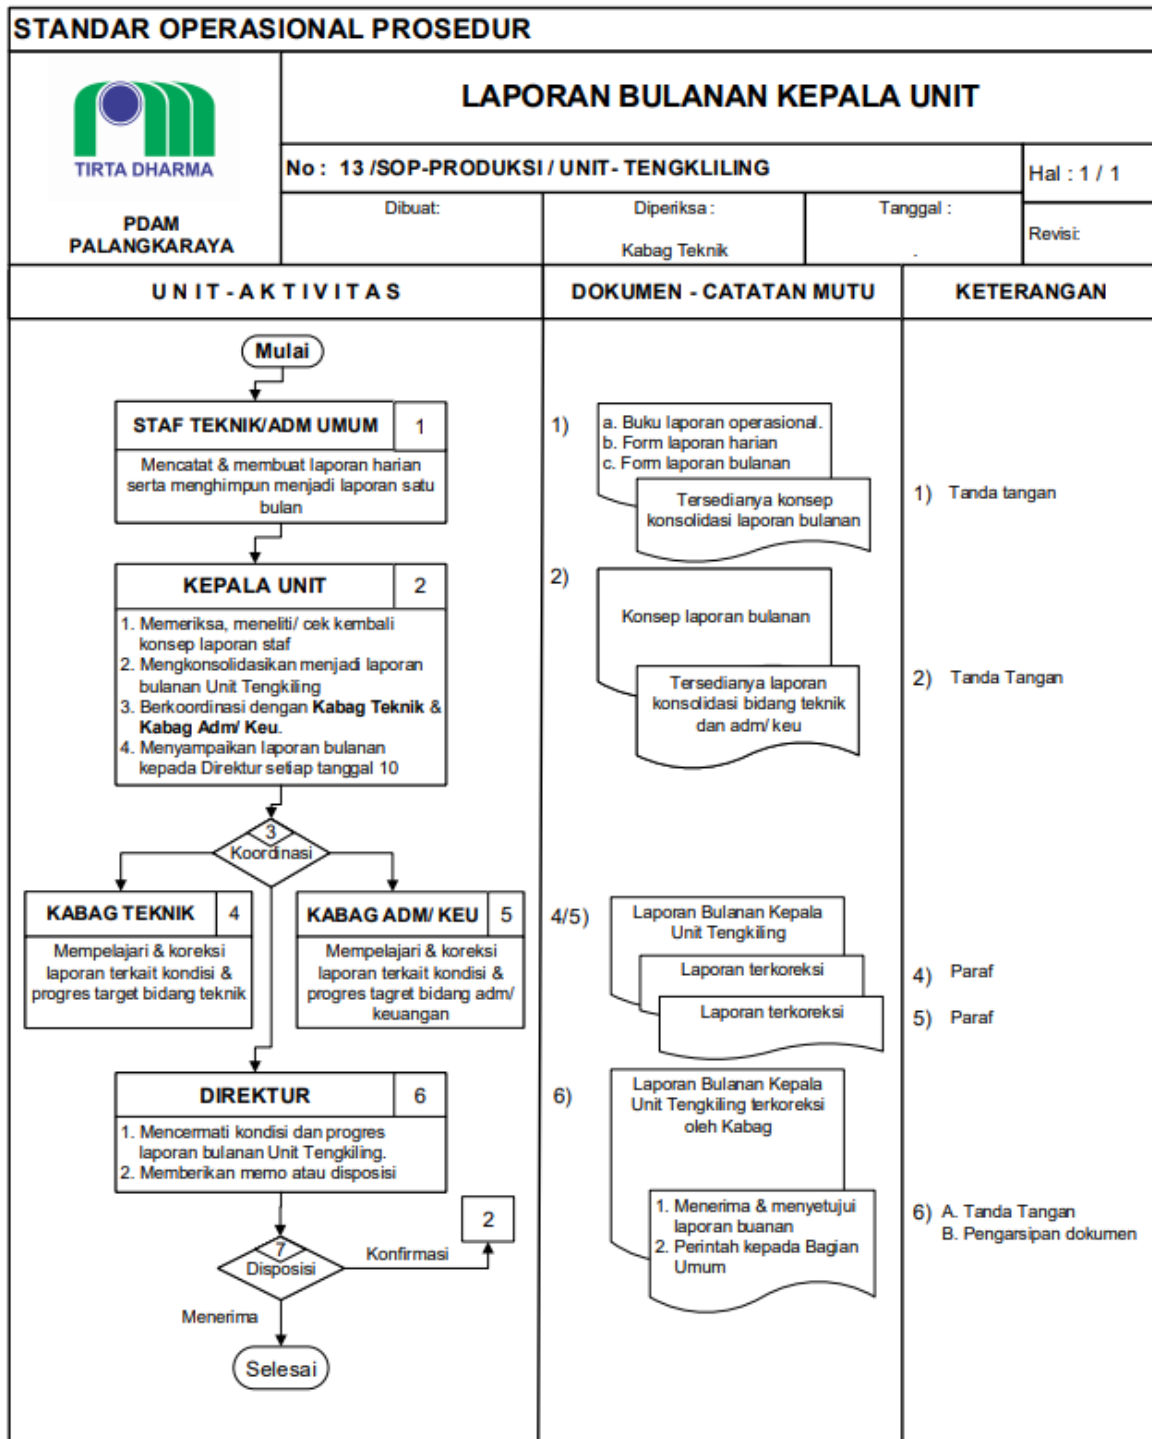 STANDAR OPERASIONAL PROSEDUR
TIRTA DHARMA
PDAM
PALANGKARAYA
LAPORAN BULANAN KEPALA UNIT
No : 13 /SOP-PRODUKSI / UNIT- TENGKLILING
Hal : 1 / 1
Dibuat:
Diperiksa :
Kabag Teknik
Tanggal :
.
Revisi:
UNIT-AKTIVITAS
DOKUMEN - CATATAN MUTU
KETERANGAN
Mulai
STAF TEKNIK/ADM UMUM
1
Mencatat & membuat laporan harian
serta menghimpun menjadi laporan satu
bulan
KEPALA UNIT
2
1. Memeriksa, meneliti/ cek kembali
konsep laporan staf
2. Mengkonsolidasikan menjadi laporan
bulanan Unit Tengkiling
3. Berkoordinasi dengan Kabag Teknik &
Kabag Adm/ Keu.
4. Menyampaikan laporan bulanan
kepada Direktur setiap tanggal 10
3
Koordinasi
KABAG TEKNIK
4
Mempelajari & koreksi
laporan terkait kondisi &
progres target bidang teknik
KABAG ADM/ KEU
5
Mempelajari & koreksi
laporan terkait kondisi &
progres tagret bidang adm/
keuangan
DIREKTUR
6
1. Mencermati kondisi dan progres
laporan bulanan Unit Tengkiling.
2. Memberikan memo atau disposisi
7
Disposisi
Konfirmasi
2
Menerima
Selesai
1)
a. Buku laporan operasional.
b. Form laporan harian
c. Form laporan bulanan
Tersedianya konsep
konsolidasi laporan bulanan
2)
Konsep laporan bulanan
Tersedianya laporan
konsolidasi bidang teknik
dan adm/ keu
4/5)
Laporan Bulanan Kepala
Unit Tengkiling
Laporan terkoreksi
Laporan terkoreksi
6)
Laporan Bulanan Kepala
Unit Tengkiling terkoreksi
oleh Kabag
1. Menerima & menyetujui
laporan buanan
2. Perintah kepada Bagian
Umum
1) Tanda tangan
2) Tanda Tangan
4) Paraf
5) Paraf
6) A. Tanda Tangan
B. Pengarsipan dokumen